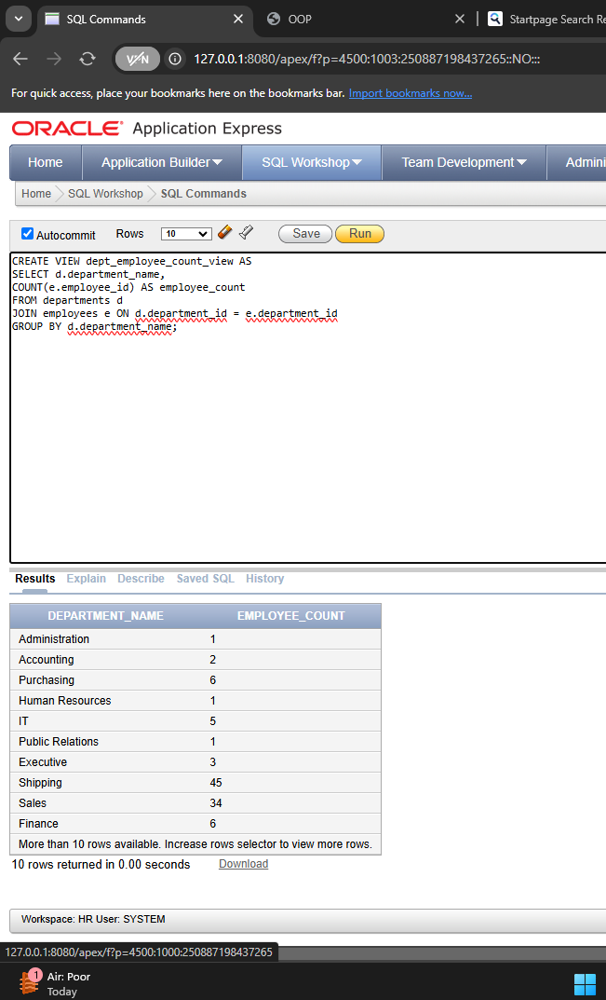 SQL Commands
OOP
Startpage Search Re
VPN
127.0.0.1:8080/apex/f?p=4500:1003:250887198437265::NO:::
For quick access, place your bookmarks here on the bookmarks bar. Import bookmarks now...
ORACLE® Application Express
Home Application Builder SQL Workshop Team Development Admini
Home SQL Workshop SQL Commands
Autocommit Rows 10 Save Run
CREATE VIEW dept_employee_count_view AS
SELECT d.department_name,
COUNT(e.employee_id) AS employee_count
FROM departments d
JOIN employees e ON d.department_id = e.department_id
GROUP BY d.department_name;
Results Explain Describe Saved SQL History
DEPARTMENT_NAME EMPLOYEE_COUNT
Administration 1
Accounting 2
Purchasing 6
Human Resources 1
IT 5
Public Relations 1
Executive 3
Shipping 45
Sales 34
Finance 6
More than 10 rows available. Increase rows selector to view more rows.
10 rows returned in 0.00 seconds Download
Workspace: HR User: SYSTEM
127.0.0.1:8080/apex/f?p=4500:1000:250887198437265
1
Air: Poor
Today